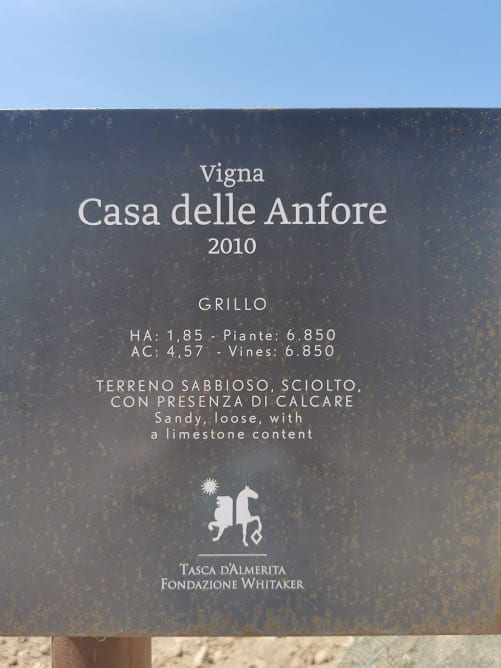 Vigna
Casa delle Anfore
2010
GRILLO
HA: 1,85 - Piante: 6.850
AC: 4,57 - Vines: 6.850
TERRENO SABBIOSO, SCIOLTO,
CON PRESENZA DI CALCARE
Sandy, loose, with
a limestone content
TASCA D'ALMERITA
FONDAZIONE WHITAKER